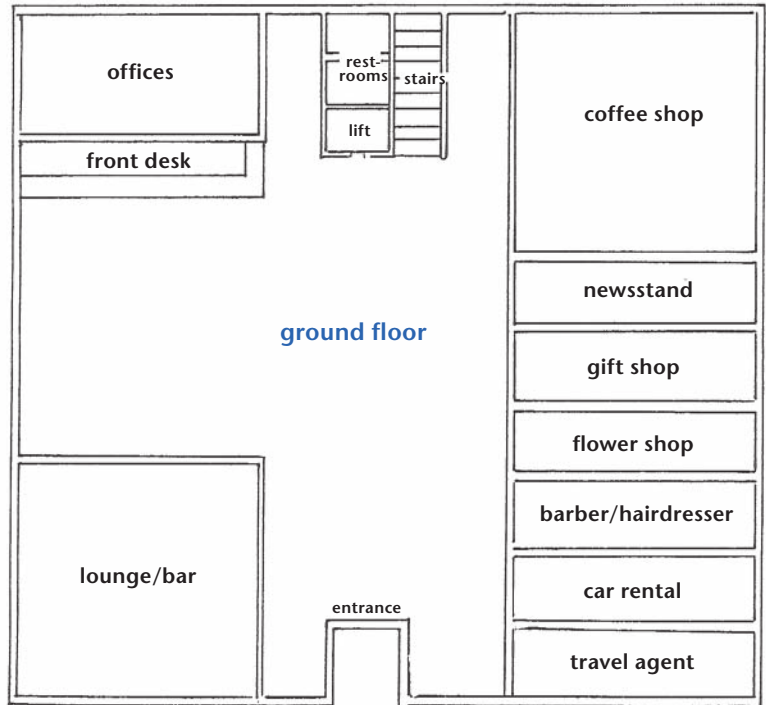 offices
front desk
rest-
rooms
stairs
lift
coffee shop
newsstand
ground floor
gift shop
flower shop
barber/hairdresser
lounge/bar
car rental
entrance
travel agent